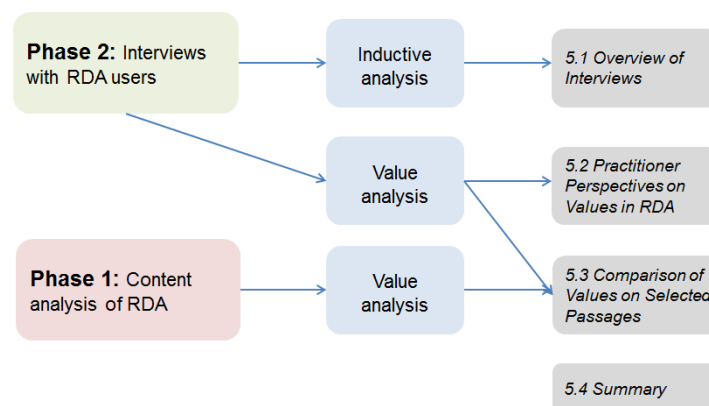 Phase 2: Interviews
with RDA users
Inductive
analysis
5.1 Overview of
Interviews
Value
analysis
5.2 Practitioner
Perspectives on
Values in RDA
Phase 1: Content
analysis of RDA
Value
analysis
5.3 Comparison of
Values on Selected
Passages
5.4 Summary